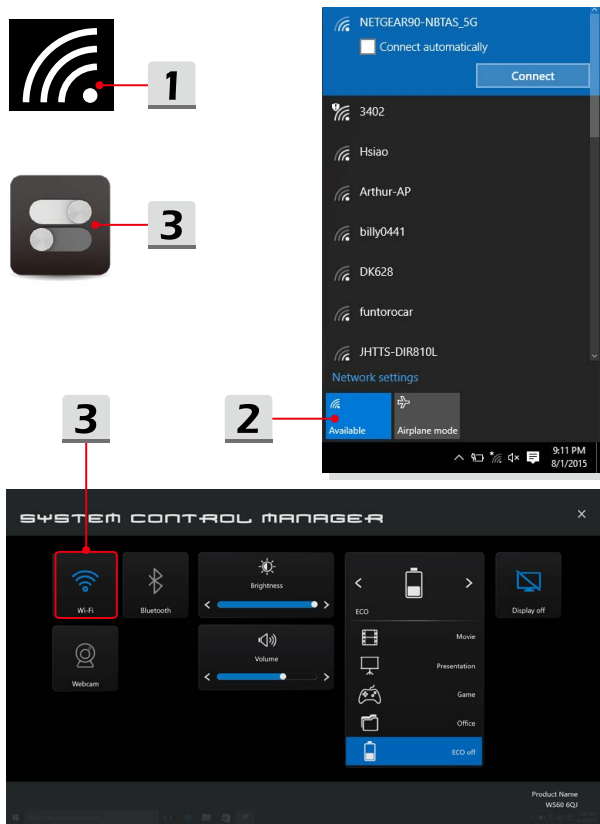 1
3
NETGEAR90-NBTAS_5G
Connect automatically
Connect
3402
Hsiao
Arthur-AP
billy0441
DK628
funtorocar
JHTTS-DIR810L
Network settings
Available
Airplane mode
9:11 PM
8/1/2015
2
3
SYSTEM CONTROL MANAGER
Wi-Fi
Bluetooth
Brightness
ECO
Display off
Webcam
Volume
Movie
Presentation
Game
Office
ECO off
Product Name
WS60 6QJ